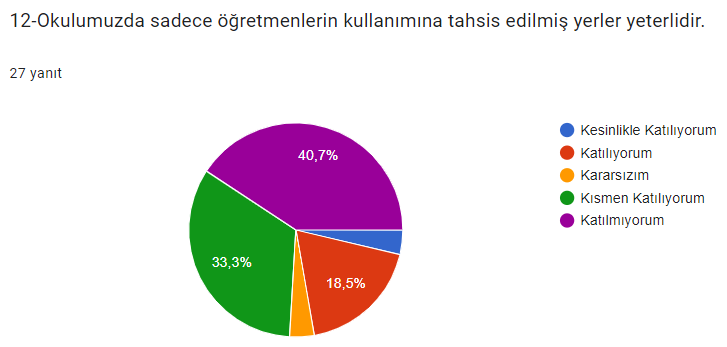 12-Okulumuzda sadece öğretmenlerin kullanımına tahsis edilmiş yerler yeterlidir.
27 yanıt
Kesinlikle Katılıyorum
Katılıyorum
Kararsızım
Kısmen Katılıyorum
Katılmıyorum
40,7%
33,3%
18,5%